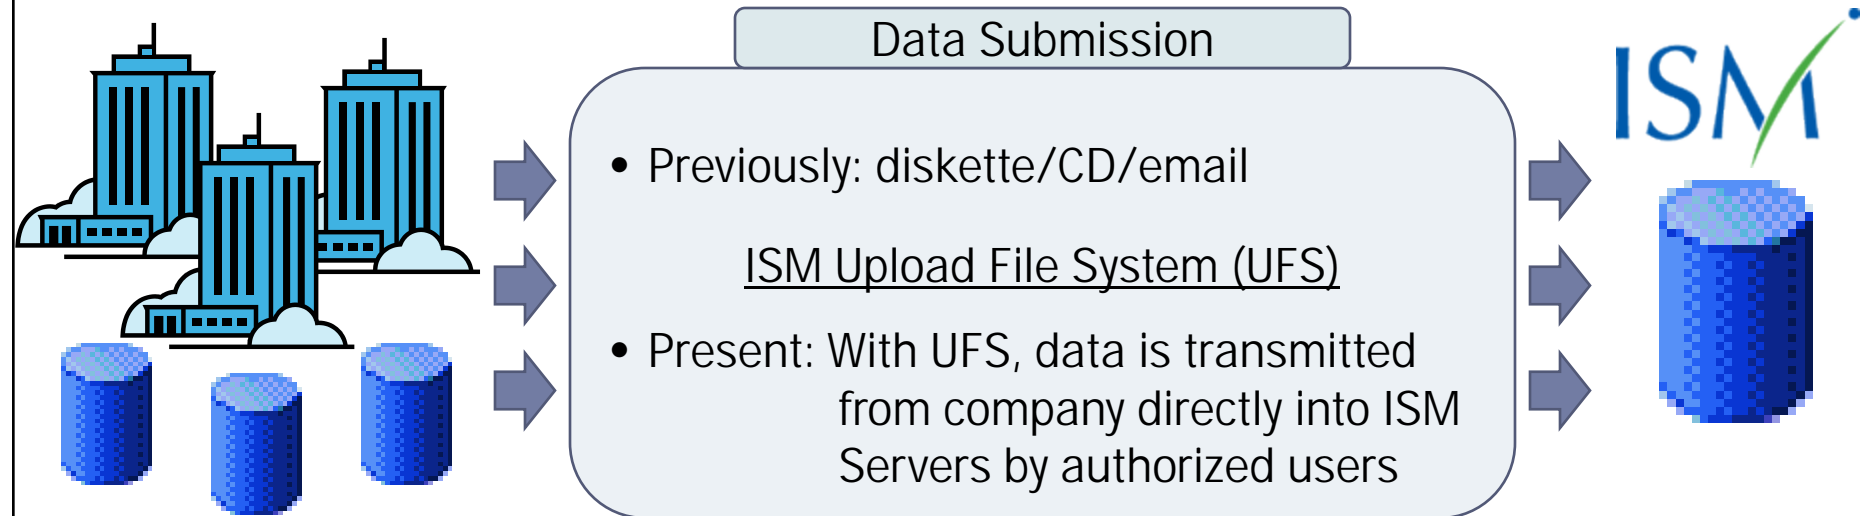 Data Submission
ISM
• Previously: diskette/CD/email
ISM Upload File System (UFS)
• Present: With UFS, data is transmitted
from company directly into ISM
Servers by authorized users